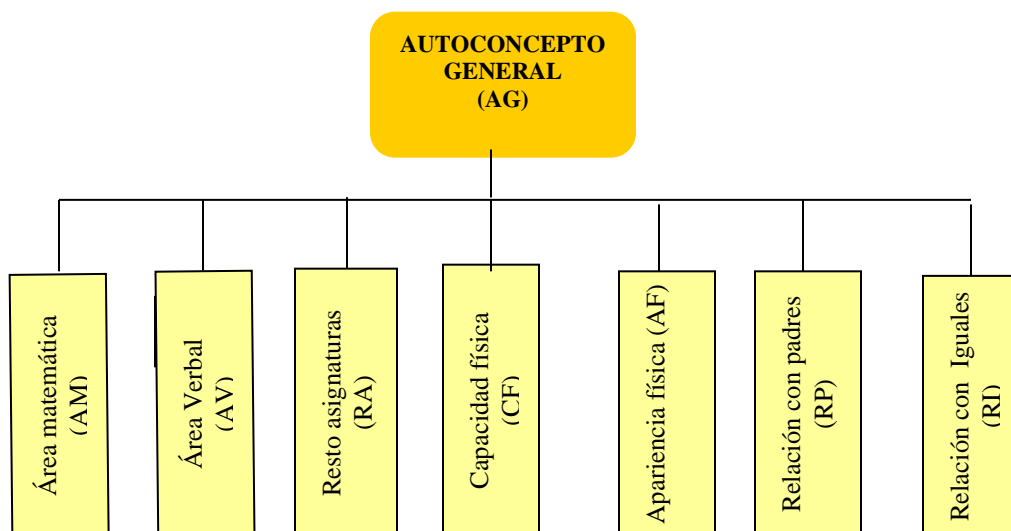 AUTOCONCEPTO
GENERAL
(AG)
Área matemática
(AM)
Área Verbal
(AV)
Resto asignaturas
(RA)
Capacidad física
(CF)
Apariencia física (AF)
Relación con padres
(RP)
Relación con Iguales
(RI)